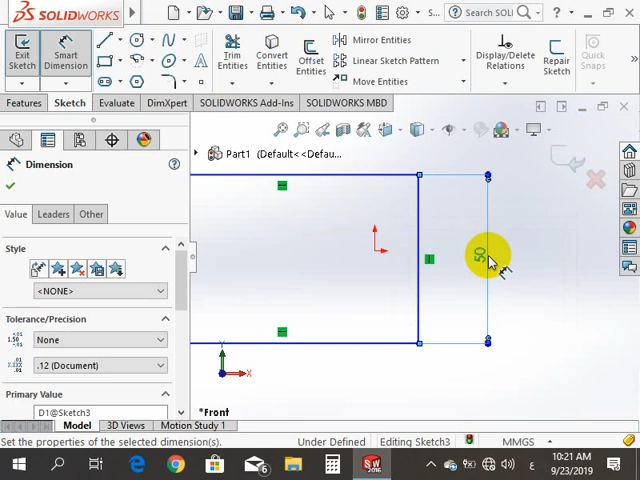 SOLIDWORKS
S...
Search S
?
Exit Sketch
Smart Dimension
Trim Entities
Convert Entities
Offset Entities
Mirror Entities
Linear Sketch Pattern
Move Entities
Display/Delete Relations
Repair Sketch
Quick Snaps
Features
Sketch
Evaluate
DimXpert
SOLIDWORKS Add-Ins
SOLIDWORKS MBD
Part1 (Default<<Defau...
Dimension
Value
Leaders
Other
Style
<NONE>
Tolerance/Precision
None
.12 (Document)
Primary Value
D1@Sketch3
50
Y
X
*Front
Model
3D Views
Motion Study 1
Set the properties of the selected dimension(s).
Under Defined
Editing Sketch3
MMGS
ع
10:21 AM
9/23/2019